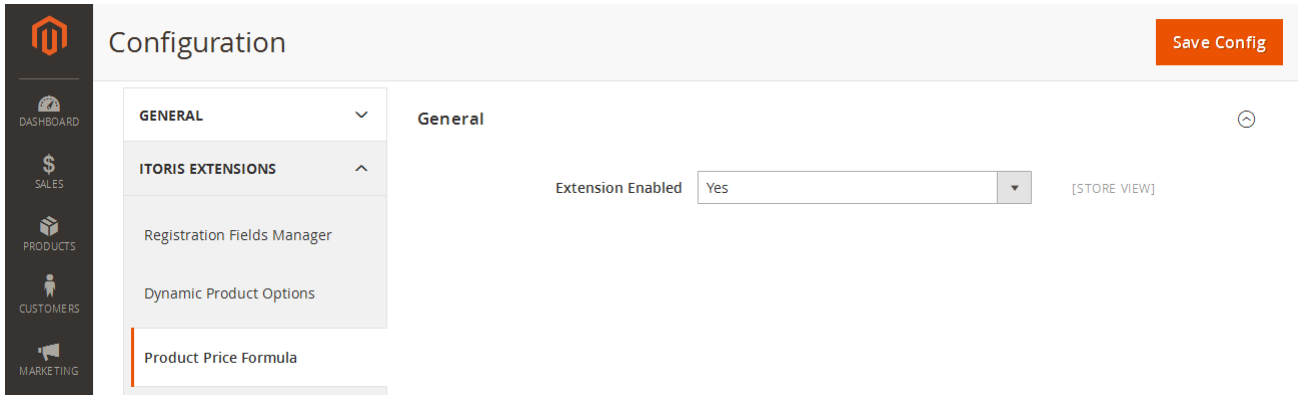 Configuration
Save Config
DASHBOARD
$
SALES
PRODUCTS
CUSTOMERS
MARKETING
GENERAL
ITORIS EXTENSIONS
Registration Fields Manager
Dynamic Product Options
Product Price Formula
General
Extension Enabled Yes [STORE VIEW]